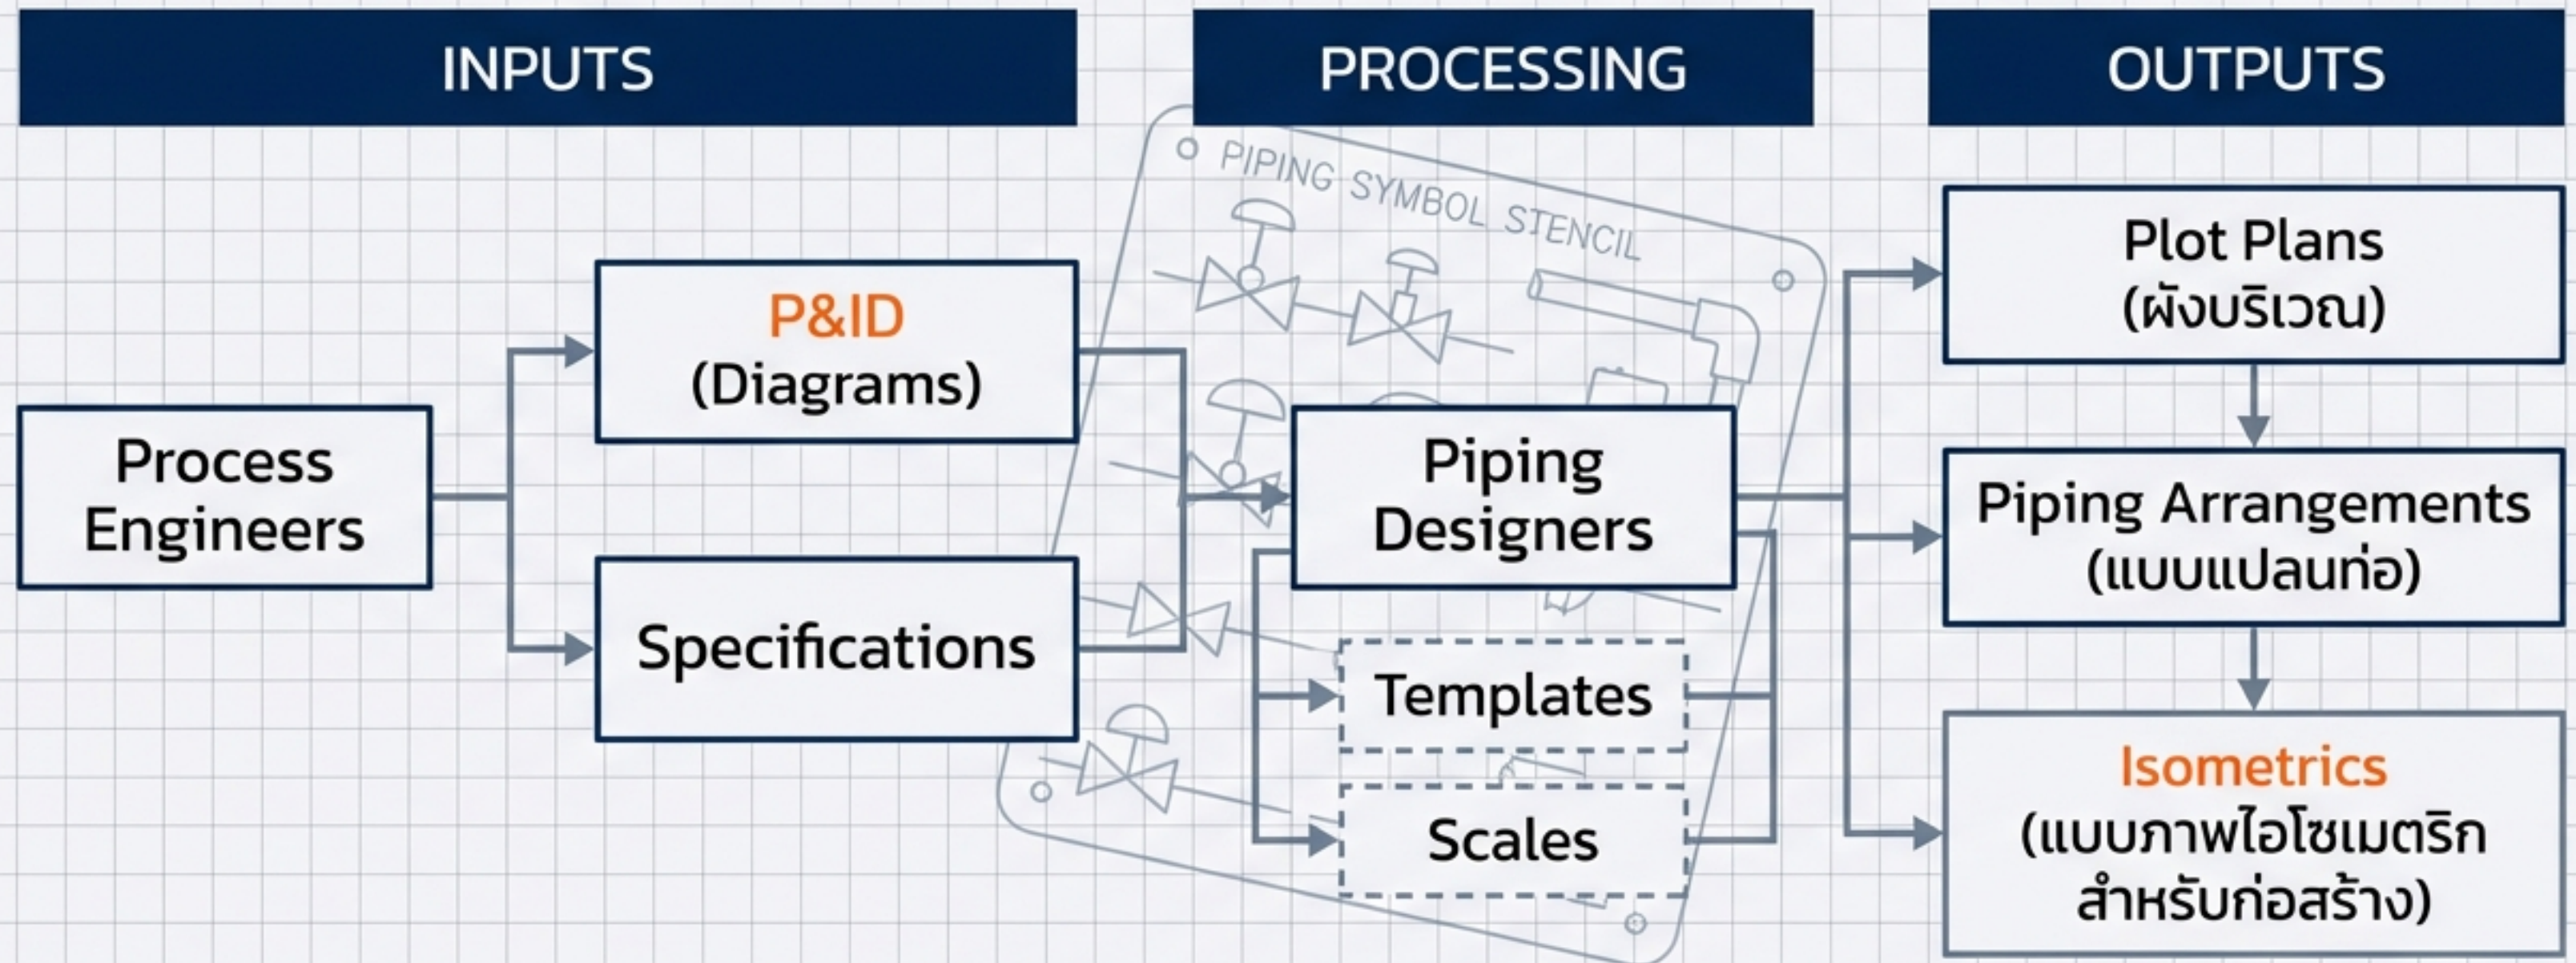 INPUTS
PROCESSING
OUTPUTS
PIPING SYMBOL STENCIL
Process
Engineers
P&ID
(Diagrams)
Specifications
Piping
Designers
Templates
Scales
Plot Plans
(ผังบริเวณ)
Piping Arrangements
(แบบแปลนท่อ)
Isometrics
(แบบภาพไอโซเมตริก
สำหรับก่อสร้าง)